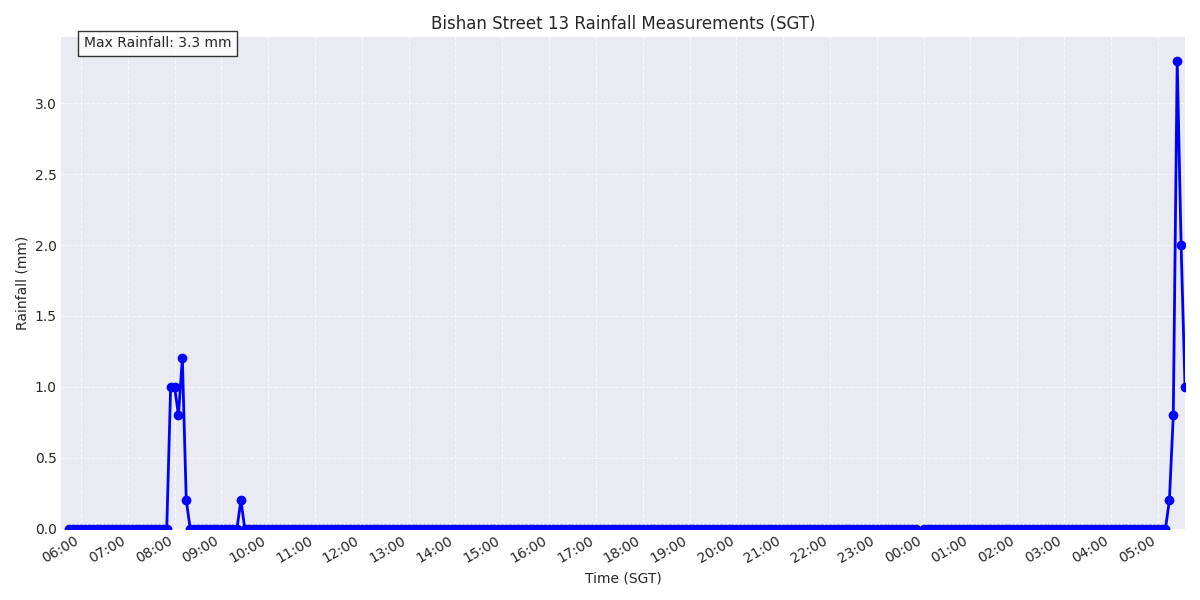 Bishan Street 13 Rainfall Measurements (SGT)
Max Rainfall: 3.3 mm
Rainfall (mm)
3.0
2.5
2.0
1.5
1.0
0.5
0.0
06:00 07:00 08:00 09:00 10:00 11:00 12:00 13:00 14:00 15:00 16:00 17:00 18:00 19:00 20:00 21:00 22:00 23:00 00:00 01:00 02:00 03:00 04:00 05:00
Time (SGT)